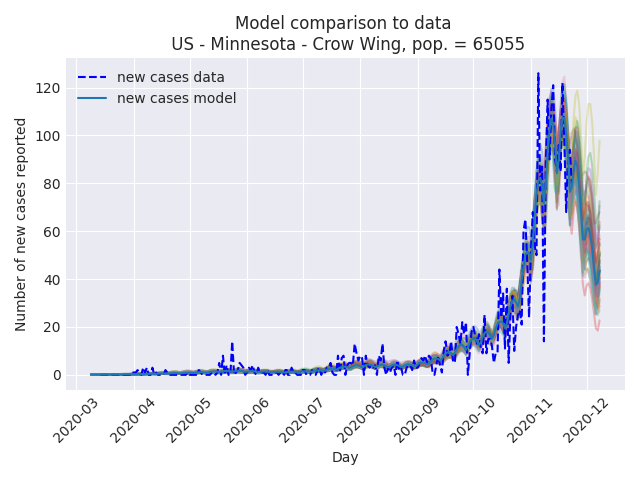 Model comparison to data
US - Minnesota - Crow Wing, pop. = 65055
new cases data
new cases model
Number of new cases reported
120
100
80
60
40
20
0
2020-03
2020-04
2020-05
2020-06
2020-07
2020-08
2020-09
2020-10
2020-11
2020-12
Day